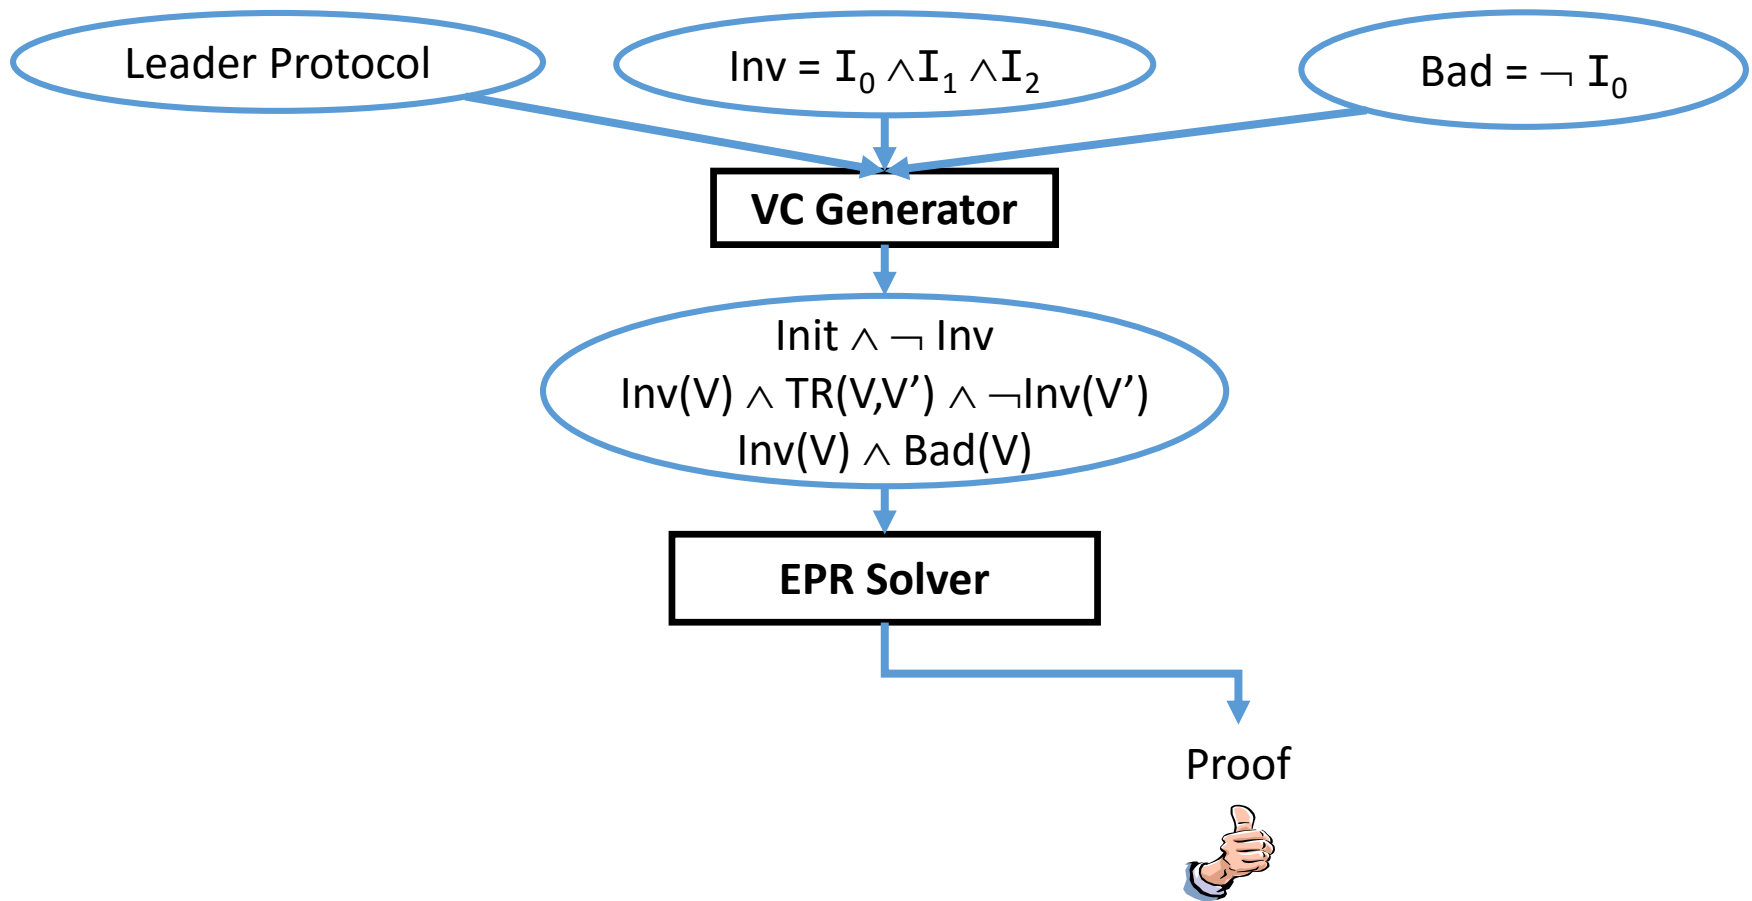 Leader Protocol
Inv = I₀ ∧ I₁ ∧ I₂
Bad = ¬ I₀
VC Generator
Init ∧ ¬ Inv
Inv(V) ∧ TR(V,V’) ∧ ¬Inv(V’)
Inv(V) ∧ Bad(V)
EPR Solver
Proof